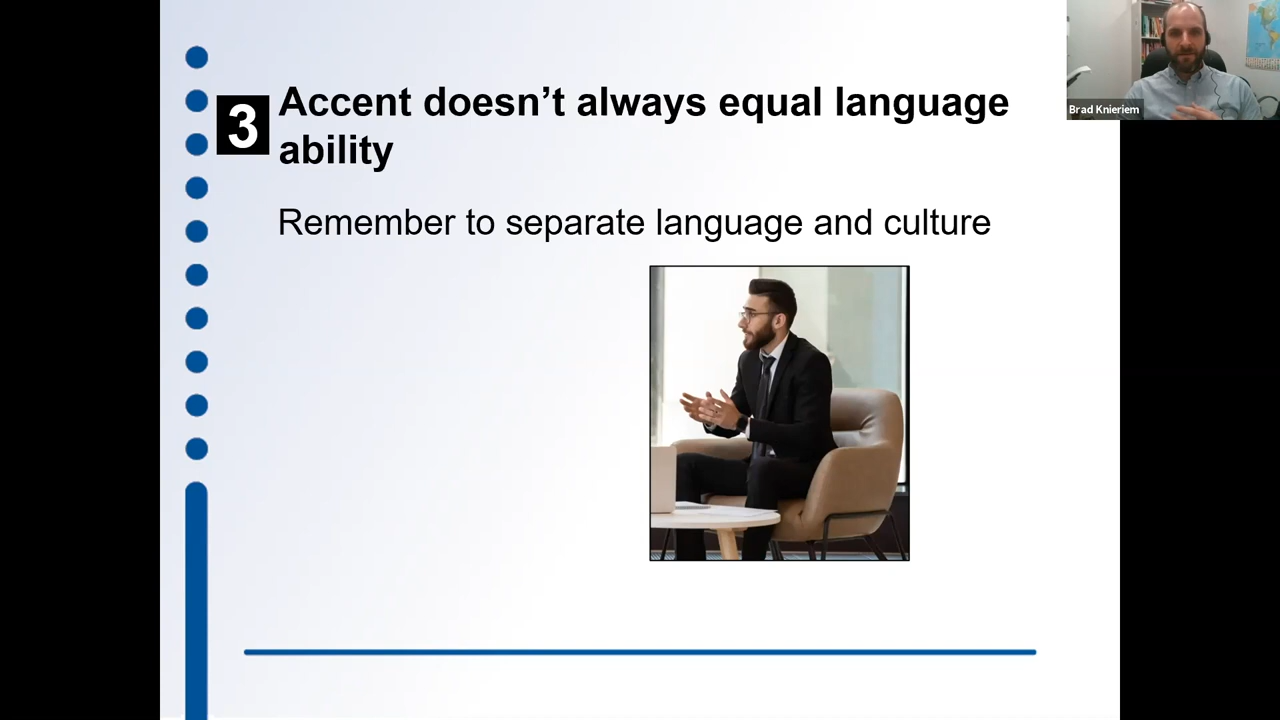 3
Accent doesn’t always equal language
ability
Remember to separate language and culture
Brad Knieriem